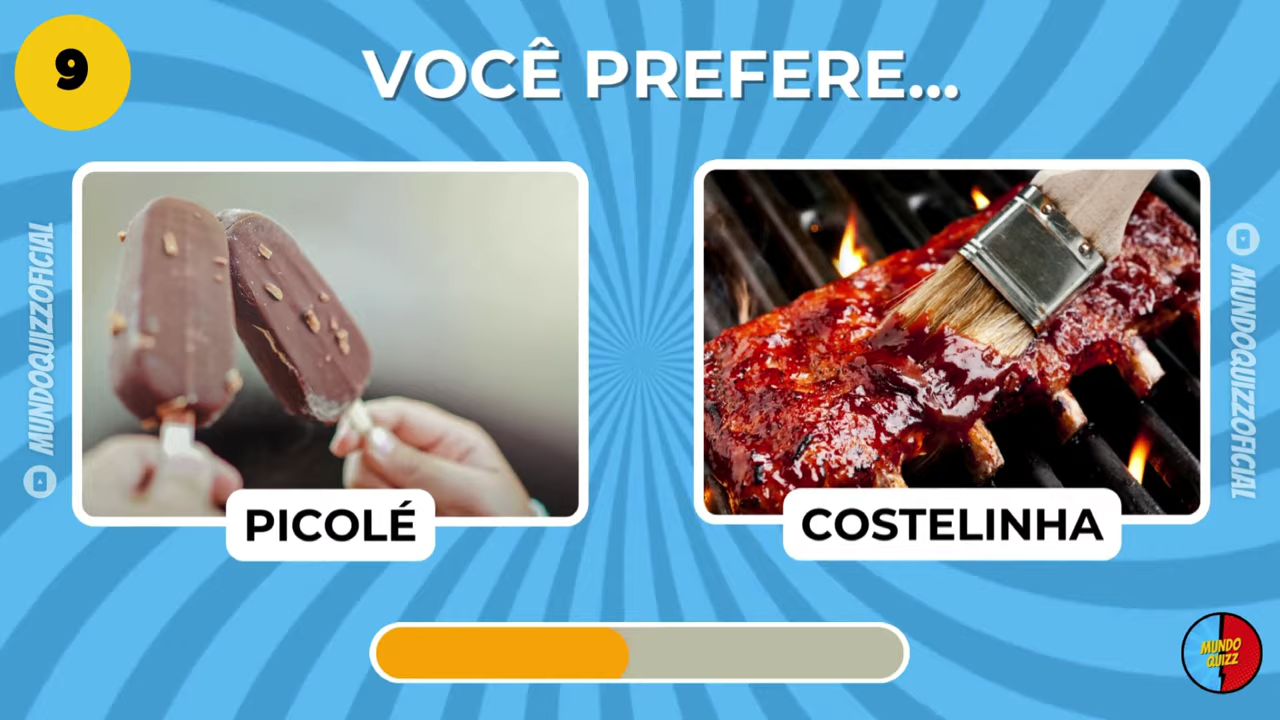 9
VOCÊ PREFERE...
MUNDOQUIZZOFICIAL
MUNDOQUIZZOFICIAL
PICOLÉ
COSTELINHA
MUNDO
QUIZZ